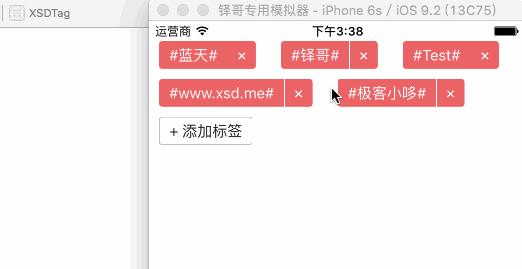 XSDTag
铎哥专用模拟器 - iPhone 6s / iOS 9.2 (13C75)
运营商 下午3:38
#蓝天# × #铎哥# × #Test# ×
#www.xsd.me# × #极客小哆# ×
+ 添加标签